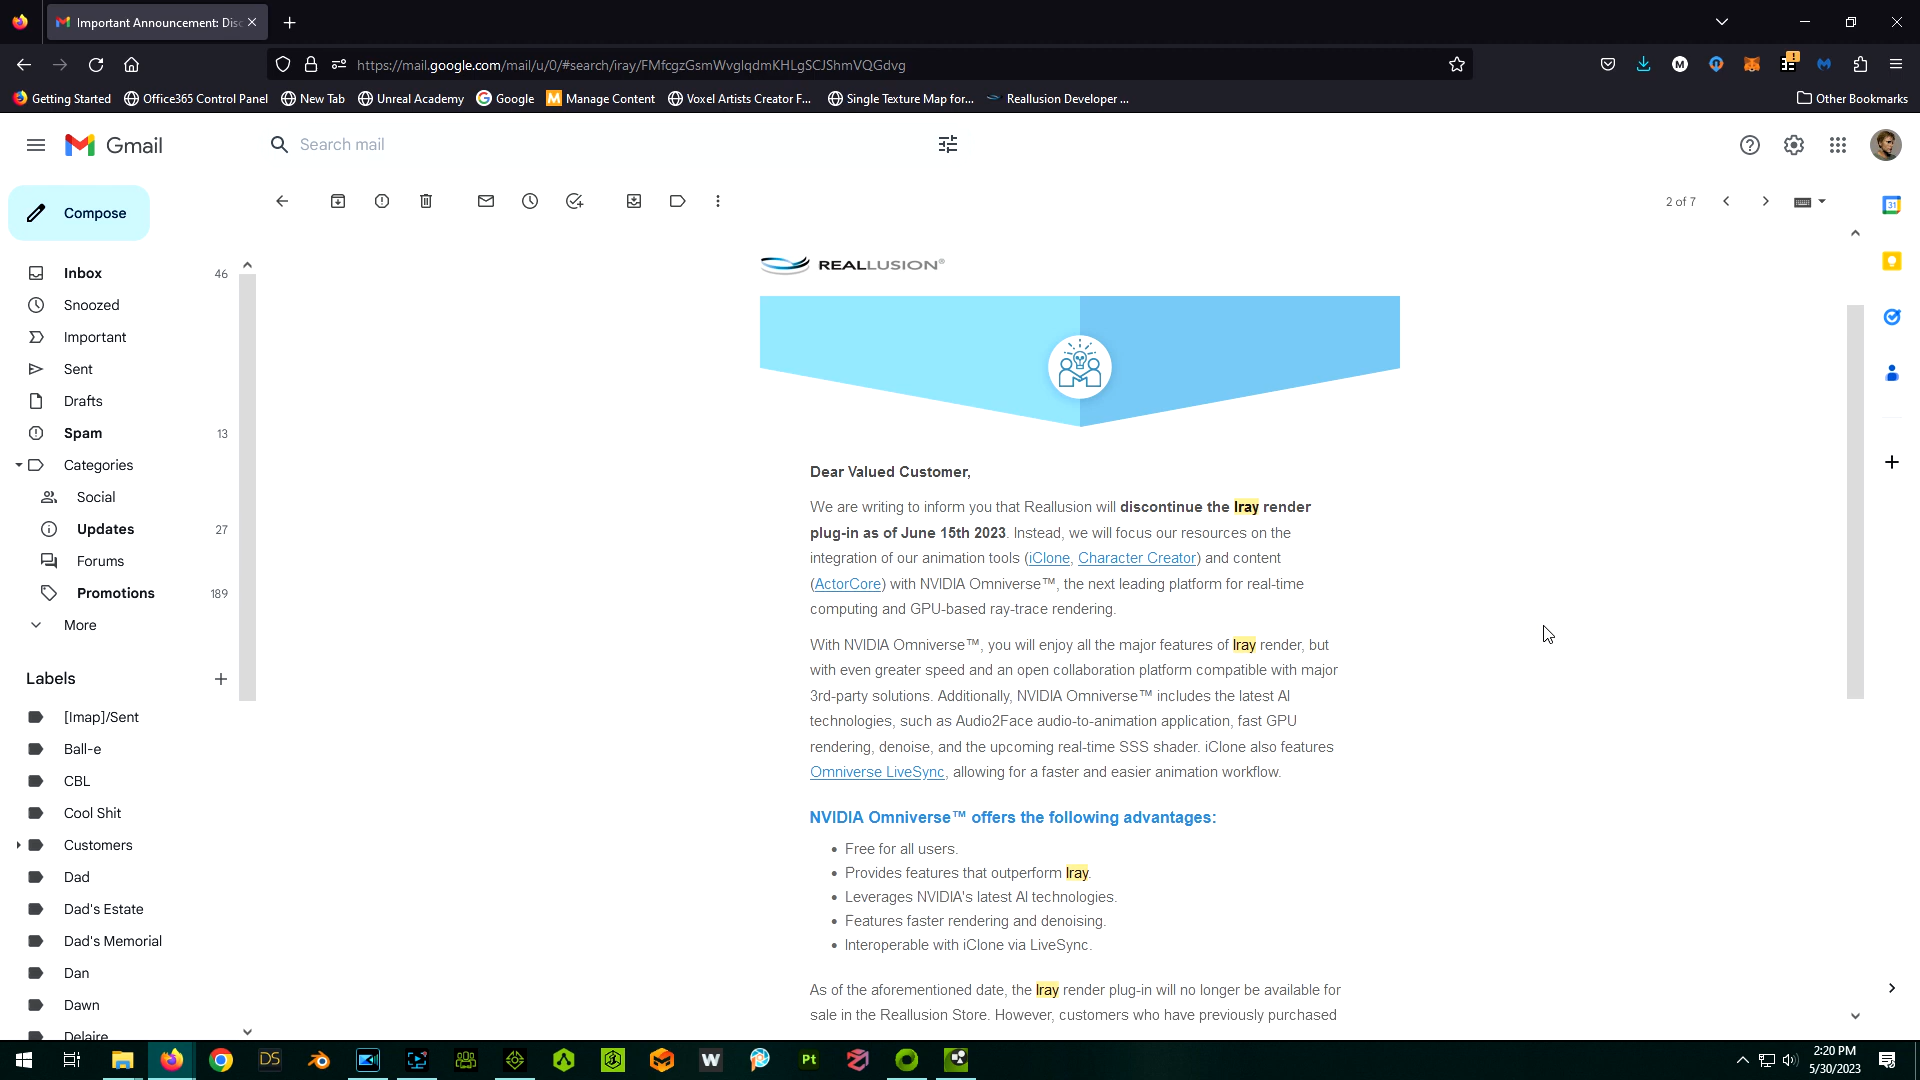 Important Announcement: Disc
https://mail.google.com/mail/u/0/#search/iray/FMfcgzGsmWvglqdmKHLgSCJShmVQGdvg
Getting Started
Office365 Control Panel
New Tab
Unreal Academy
Google
Manage Content
Voxel Artists Creator F...
Single Texture Map for...
Reallusion Developer ...
Other Bookmarks
Gmail
Search mail
Compose
2 of 7
Inbox 46
Snoozed
Important
Sent
Drafts
Spam 13
Categories
Social
Updates 27
Forums
Promotions 189
More
Labels
[Imap]/Sent
Ball-e
CBL
Cool Shit
Customers
Dad
Dad's Estate
Dad's Memorial
Dan
Dawn
Delaire
REALLUSION®
Dear Valued Customer,
We are writing to inform you that Reallusion will discontinue the Iray render
plug-in as of June 15th 2023. Instead, we will focus our resources on the
integration of our animation tools (iClone, Character Creator) and content
(ActorCore) with NVIDIA Omniverse™, the next leading platform for real-time
computing and GPU-based ray-trace rendering.
With NVIDIA Omniverse™, you will enjoy all the major features of Iray render, but
with even greater speed and an open collaboration platform compatible with major
3rd-party solutions. Additionally, NVIDIA Omniverse™ includes the latest AI
technologies, such as Audio2Face audio-to-animation application, fast GPU
rendering, denoise, and the upcoming real-time SSS shader. iClone also features
Omniverse LiveSync, allowing for a faster and easier animation workflow.
NVIDIA Omniverse™ offers the following advantages:
• Free for all users.
• Provides features that outperform Iray.
• Leverages NVIDIA's latest AI technologies.
• Features faster rendering and denoising.
• Interoperable with iClone via LiveSync.
As of the aforementioned date, the Iray render plug-in will no longer be available for
sale in the Reallusion Store. However, customers who have previously purchased
31
DS
W
Pt
2:20 PM
5/30/2023